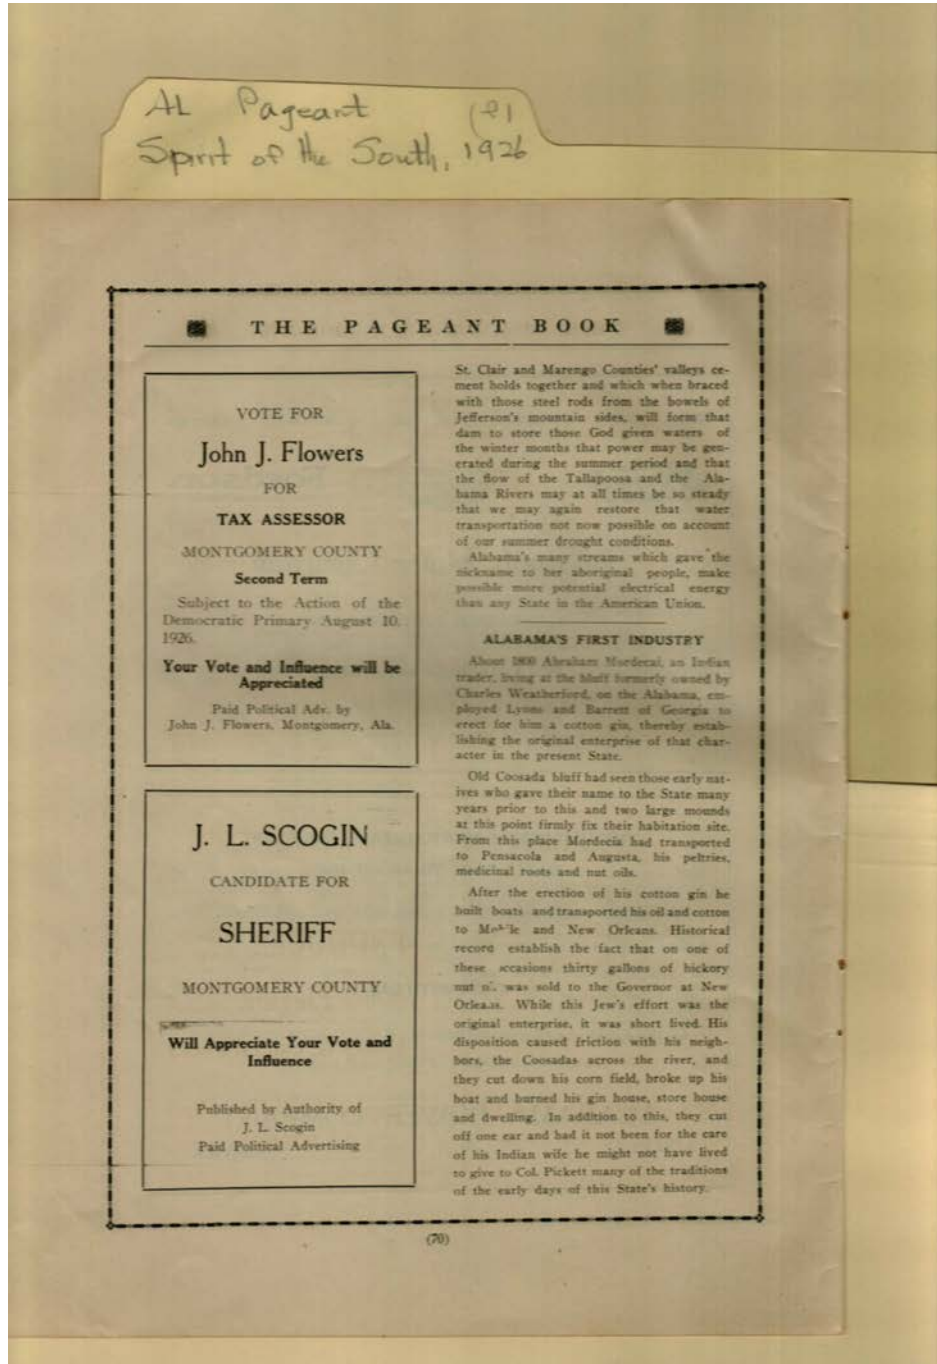 AL Pageant
Spirit of the South, 1926
THE PAGEANT BOOK
VOTE FOR
John J. Flowers
FOR
TAX ASSESSOR
MONTGOMERY COUNTY
Second Term
Subject to the Action of the
Democratic Primary August 10,
1926.
Your Vote and Influence will be
Appreciated
Paid Political Adv. by
John J. Flowers, Montgomery, Ala.
J. L. SCOGIN
CANDIDATE FOR
SHERIFF
MONTGOMERY COUNTY
Will Appreciate Your Vote and
Influence
Published by Authority of
J. L. Scogin
Paid Political Advertising
St. Clair and Marengo Counties' valleys ce-
ment holds together and which when braced
with those steel rods from the bowels of
Jefferson's mountain sides, will form that
dam to store those God given waters of
the winter months that power may be gen-
erated during the summer period and that
the flow of the Tallapoosa and the Ala-
bama Rivers may at all times be so steady
that we may again restore that water
transportation not now possible on account
of our summer drought conditions.
Alabama's many streams which gave the
nickname to her aboriginal people, make
possible more potential electrical energy
than any State in the American Union.
ALABAMA'S FIRST INDUSTRY
About 1800 Abraham Mordecai, an Indian
trader, living at the bluff formerly owned by
Charles Weatherford, on the Alabama, em-
ployed Lyons and Barrett of Georgia to
erect for him a cotton gin, thereby estab-
lishing the original enterprise of that char-
acter in the present State.
Old Coosada bluff had seen those early nat-
ives who gave their name to the State many
years prior to this and two large mounds
at this point firmly fix their habitation site.
From this place Mordecia had transported
to Pensacola and Augusta, his peltries,
medicinal roots and nut oils.
After the erection of his cotton gin he
built boats and transported his oil and cotton
to and New Orleans. Historical
record establish the fact that on one of
these occasions thirty gallons of hickory
nut was sold to the Governor at New
Orleans. While this Jew's effort was the
original enterprise, it was short lived. His
disposition caused friction with his neigh-
bors, the Coosadas across the river, and
they cut down his corn field, broke up his
boat and burned his gin house, store house
and dwelling. In addition to this, they cut
off one ear and had it not been for the care
of his Indian wife he might not have lived
to give to Col. Pickett many of the traditions
of the early days of this State's history.
(70)